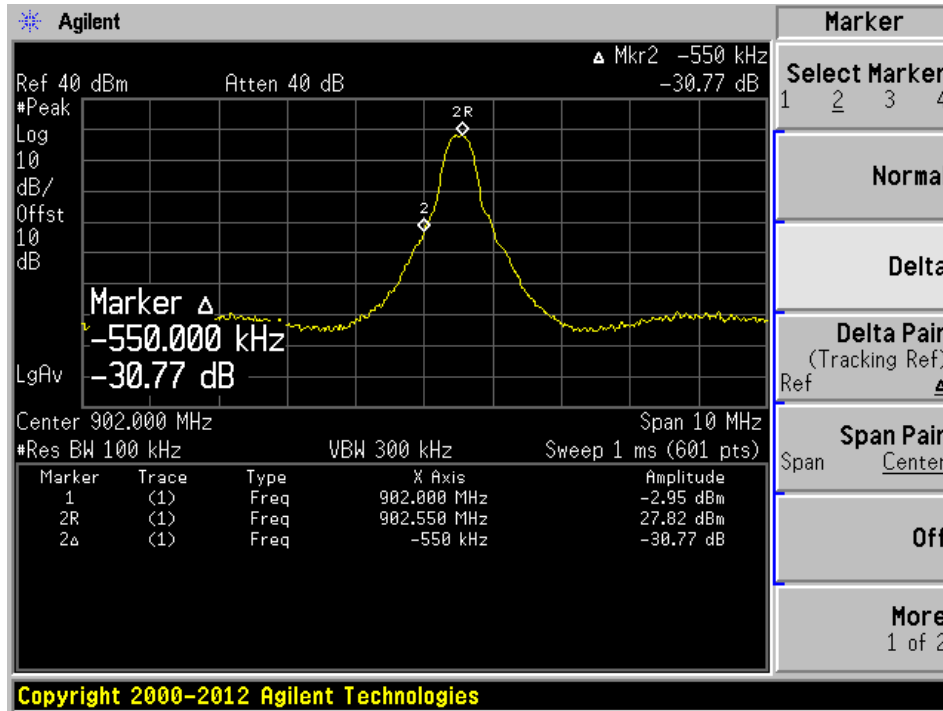 Agilent
Marker
Δ Mkr2 -550 kHz
Ref 40 dBm Atten 40 dB -30.77 dB
#Peak
Log
10
dB/
Offst
10
dB
2R
2
Marker Δ
-550.000 kHz
-30.77 dB
LgAv
Center 902.000 MHz Span 10 MHz
#Res BW 100 kHz VBW 300 kHz Sweep 1 ms (601 pts)
Marker Trace Type X Axis Amplitude
1 (1) Freq 902.000 MHz -2.95 dBm
2R (1) Freq 902.550 MHz 27.82 dBm
2Δ (1) Freq -550 kHz -30.77 dB
Select Marker
1 2 3 4
Norma
Delta
Delta Pair
(Tracking Ref)
Ref Δ
Span Pair
Span Center
Off
More
1 of 2
Copyright 2000-2012 Agilent Technologies